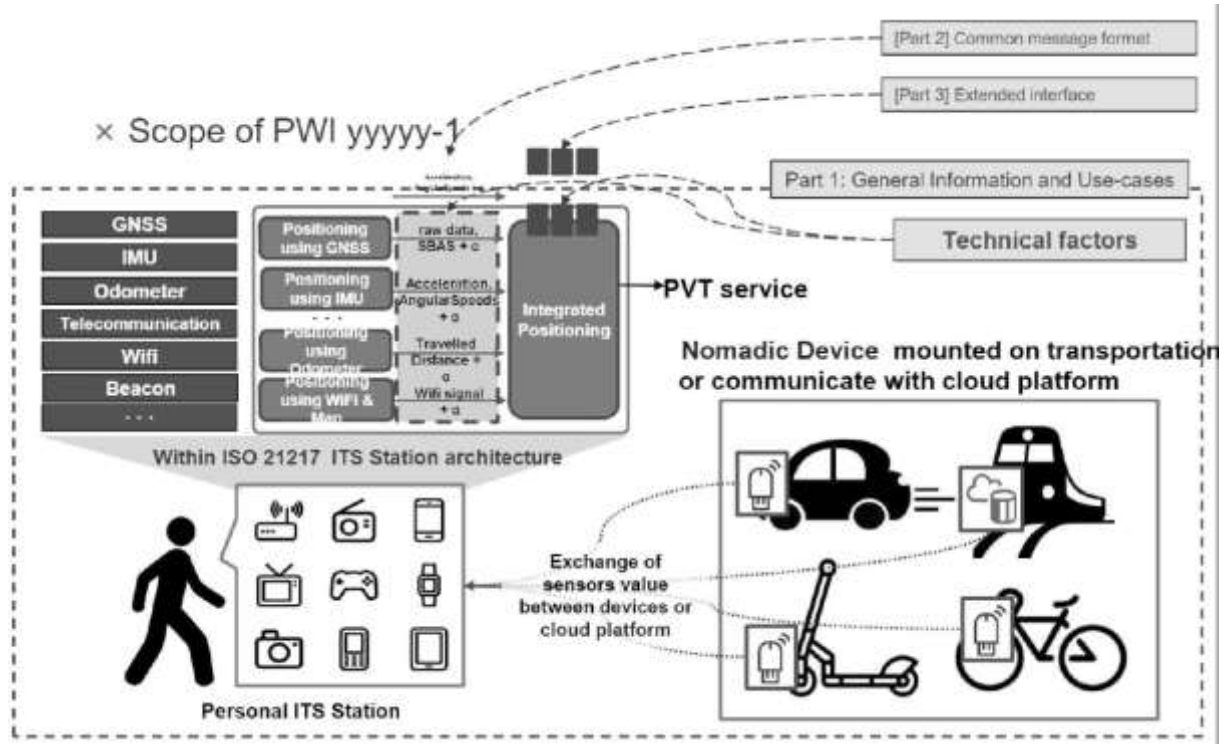 [Part 2] Common message format
[Part 3] Extended interface
× Scope of PWI yyyyy-1
Part 1: General Information and Use-cases
Technical factors
GNSS
IMU
Odometer
Telecommunication
Wifi
Beacon
- - -
Positioning
using GNSS
Positioning
using IMU
- - -
Positioning
using
Odometer
Positioning
using WIFI &
Map
raw data,
SBAS + α
Acceleration,
AngularSpeeds
+ α
Travelled
Distance +
α
Wifi signal
+ α
Integrated
Positioning
PVT service
Nomadic Device mounted on transportation
or communicate with cloud platform
Within ISO 21217 ITS Station architecture
Exchange of
sensors value
between devices or
cloud platform
Personal ITS Station